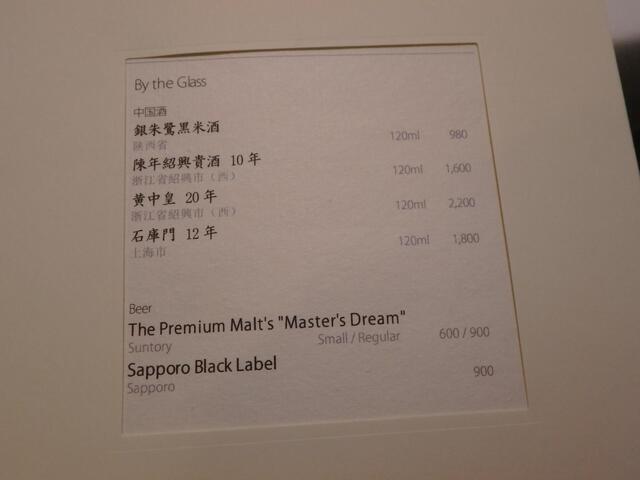 By the Glass
中国酒
銀朱鷺黒米酒 120ml 980
陝西省
陳年紹興貴酒 10年 120ml 1,600
浙江省紹興市（西）
黄中皇 20年 120ml 2,200
浙江省紹興市（西）
石庫門 12年 120ml 1,800
上海市
Beer
The Premium Malt's "Master's Dream"
Suntory Small / Regular 600 / 900
Sapporo Black Label 900
Sapporo